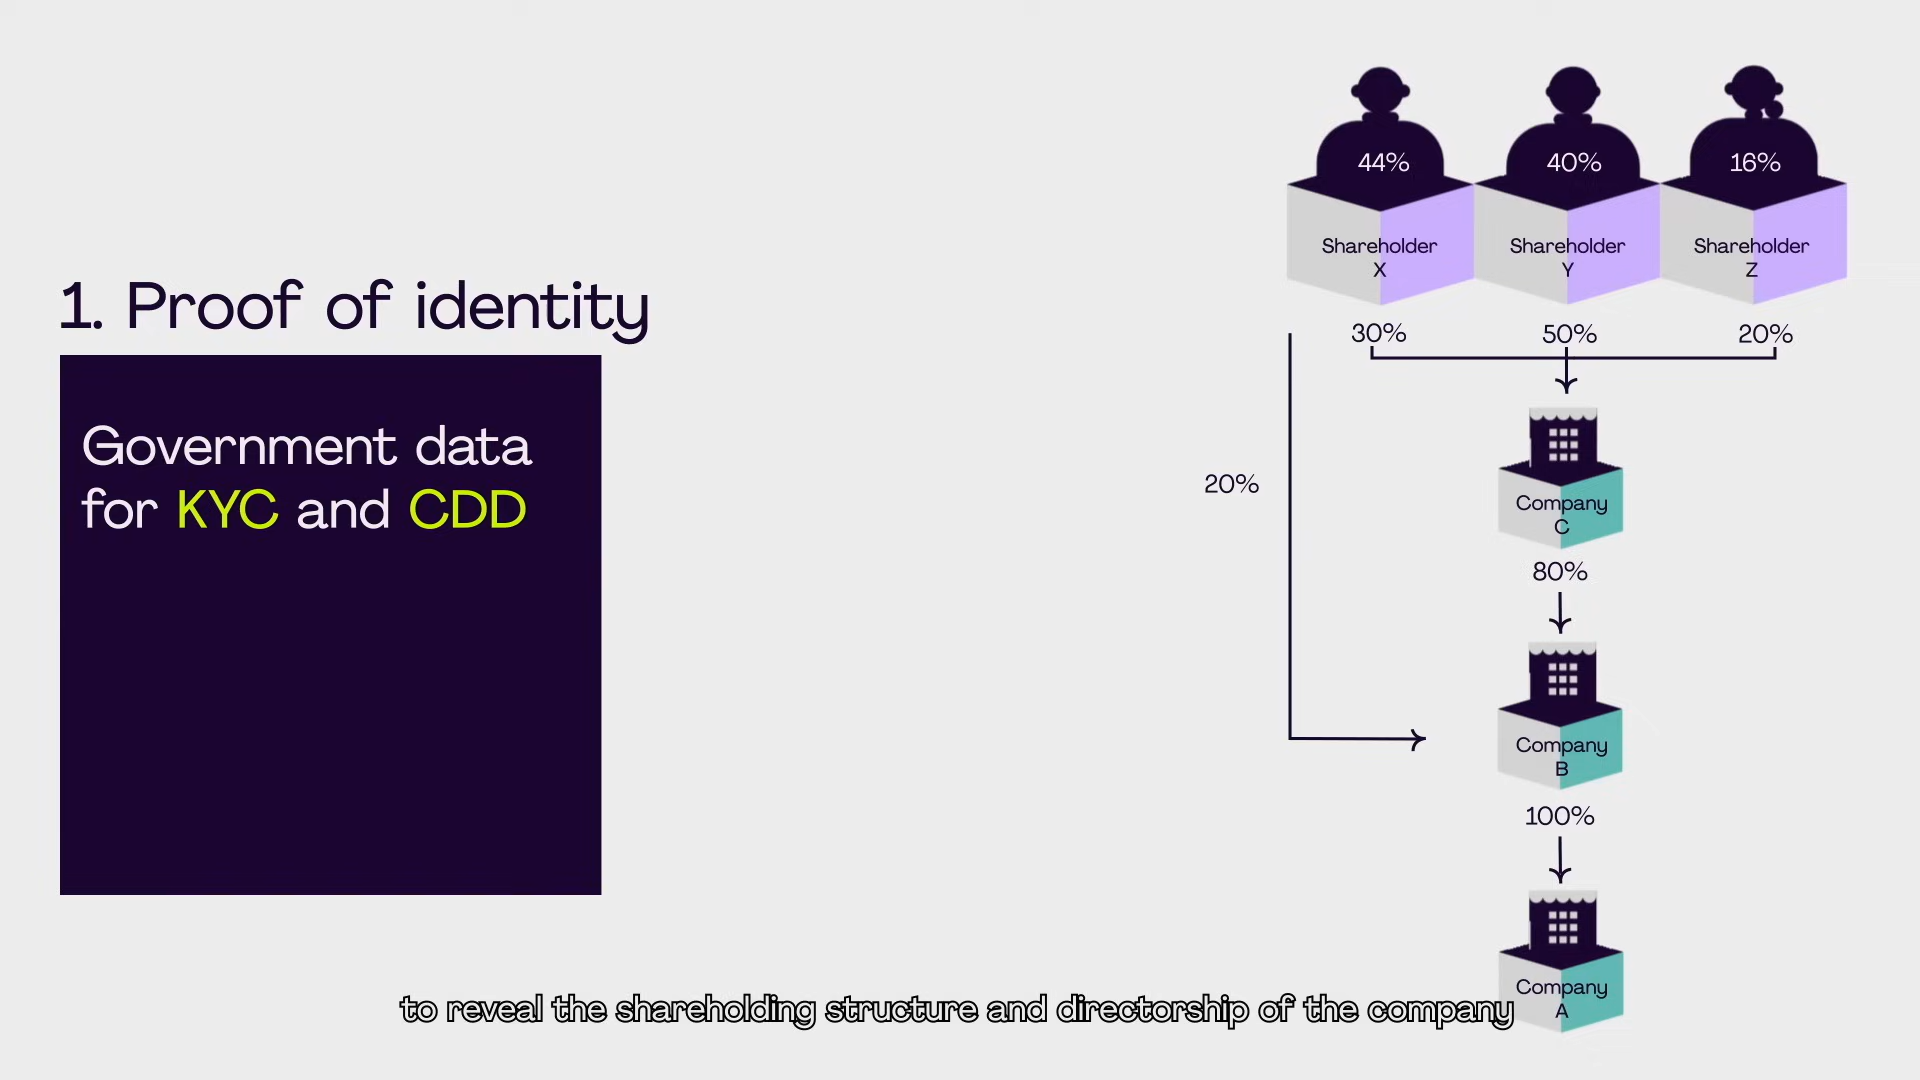 1. Proof of identity
Government data
for KYC and CDD
44%
40%
16%
Shareholder
X
Shareholder
Y
Shareholder
Z
30%
50%
20%
20%
Company
C
80%
Company
B
100%
Company
A
to reveal the shareholding structure and directorship of the company